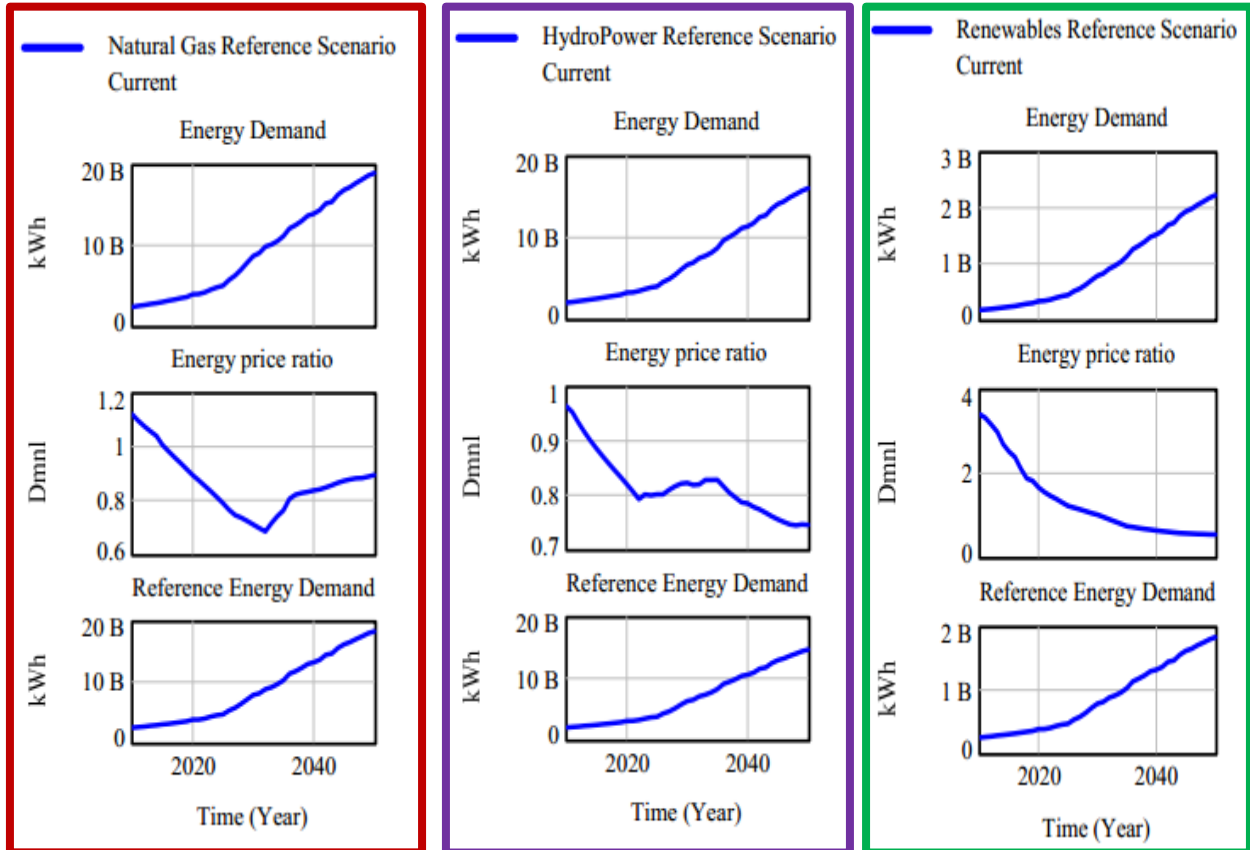 Natural Gas Reference Scenario
Current
Energy Demand
20 B
10 B
0
kWh
Energy price ratio
1.2
1
0.8
0.6
Dmnl
Reference Energy Demand
20 B
10 B
0
kWh
2020 2040
Time (Year)
HydroPower Reference Scenario
Current
Energy Demand
20 B
10 B
0
kWh
Energy price ratio
1
0.9
0.8
0.7
Dmnl
Reference Energy Demand
20 B
10 B
0
kWh
2020 2040
Time (Year)
Renewables Reference Scenario
Current
Energy Demand
3 B
2 B
1 B
0
kWh
Energy price ratio
4
2
0
Dmnl
Reference Energy Demand
2 B
1 B
0
kWh
2020 2040
Time (Year)